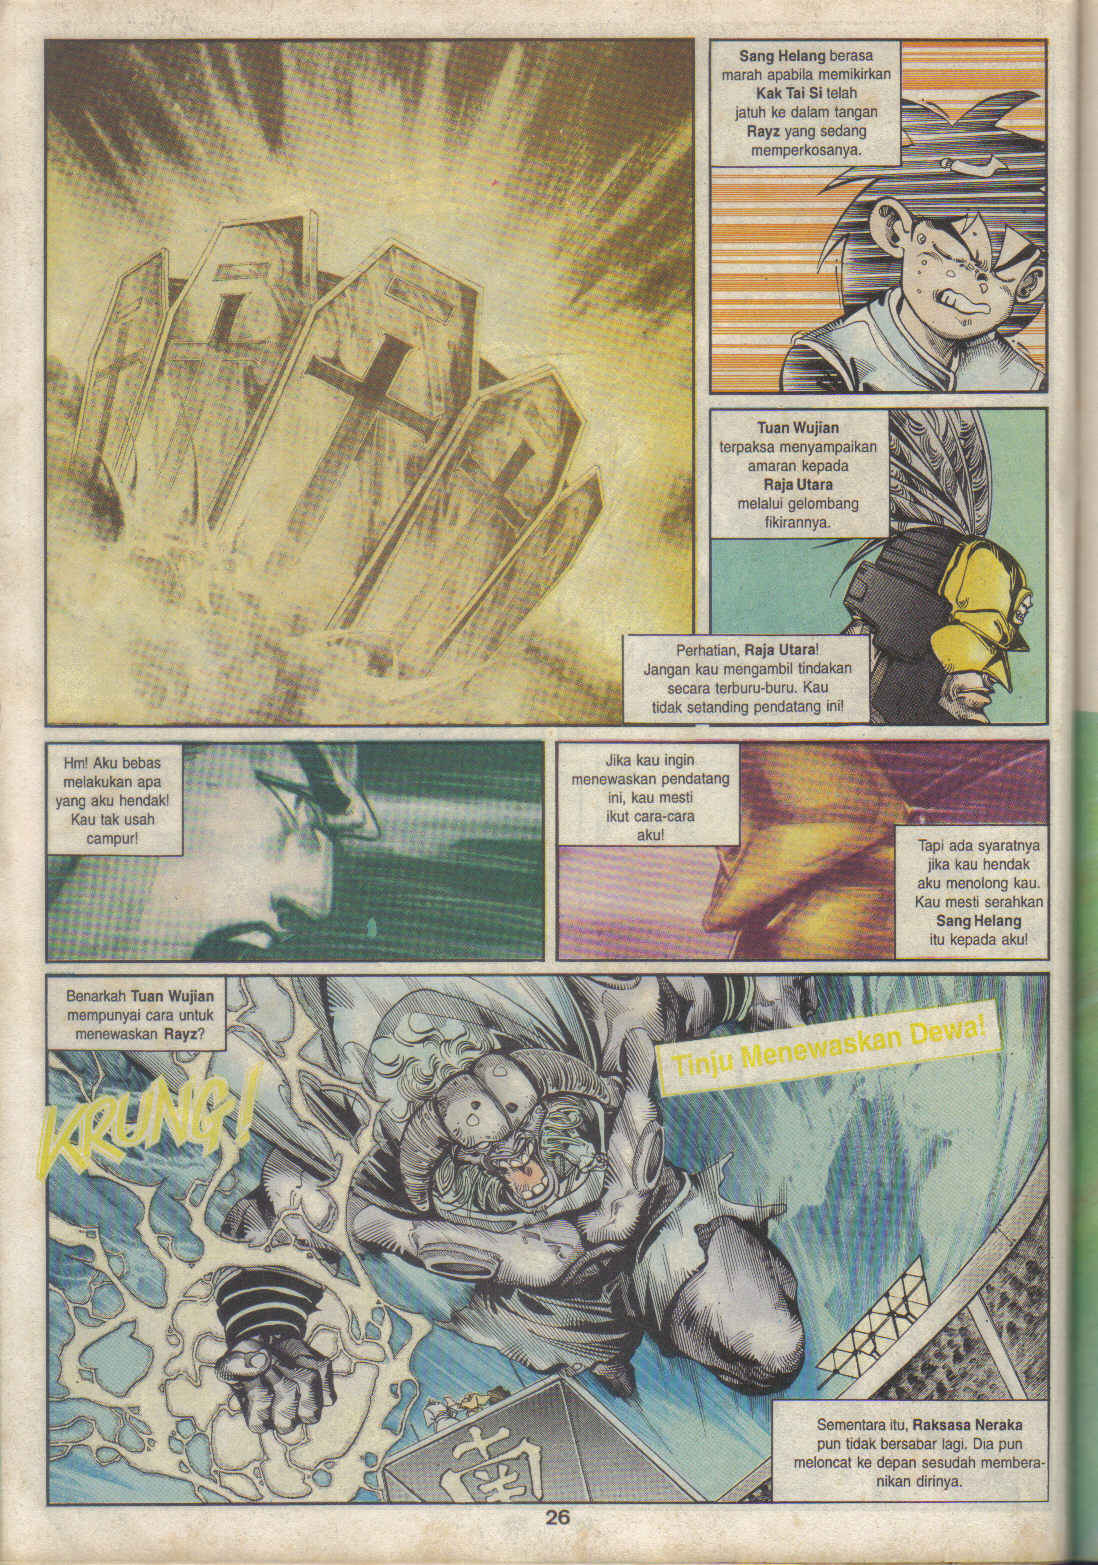 Sang Helang berasa
marah apabila memikirkan
Kak Tai Si telah
jatuh ke dalam tangan
Rayz yang sedang
memperkosanya.
Tuan Wujian
terpaksa menyampaikan
amaran kepada
Raja Utara
melalui gelombang
fikirannya.
Perhatian, Raja Utara!
Jangan kau mengambil tindakan
secara terburu-buru. Kau
tidak setanding pendatang ini!
Hm! Aku bebas
melakukan apa
yang aku hendak!
Kau tak usah
campur!
Jika kau ingin
menewaskan pendatang
ini, kau mesti
ikut cara-cara
aku!
Tapi ada syaratnya
jika kau hendak
aku menolong kau.
Kau mesti serahkan
Sang Helang
itu kepada aku!
Benarkah Tuan Wujian
mempunyai cara untuk
menewaskan Rayz?
Tinju Menewaskan Dewa!
KRUNG!
南
Sementara itu, Raksasa Neraka
pun tidak bersabar lagi. Dia pun
meloncat ke depan sesudah membera-
nikan dirinya.
26